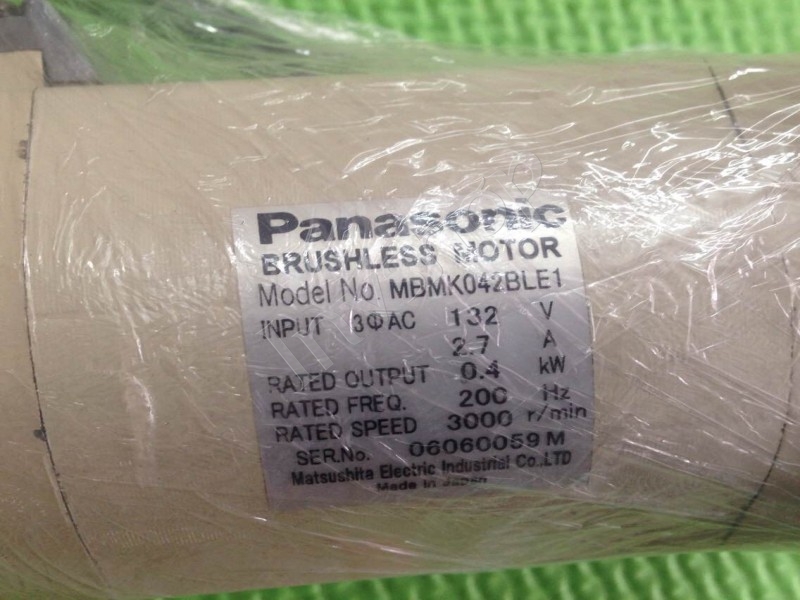 Panasonic
BRUSHLESS MOTOR
Model No. MBMK042BLE1
INPUT 3ΦAC 132 V
2.7 A
RATED OUTPUT 0.4 kW
RATED FREQ. 200 Hz
RATED SPEED 3000 r/min
SER.No. 06060059M
Matsushita Electric Industrial Co.,LTD
Made in Japan